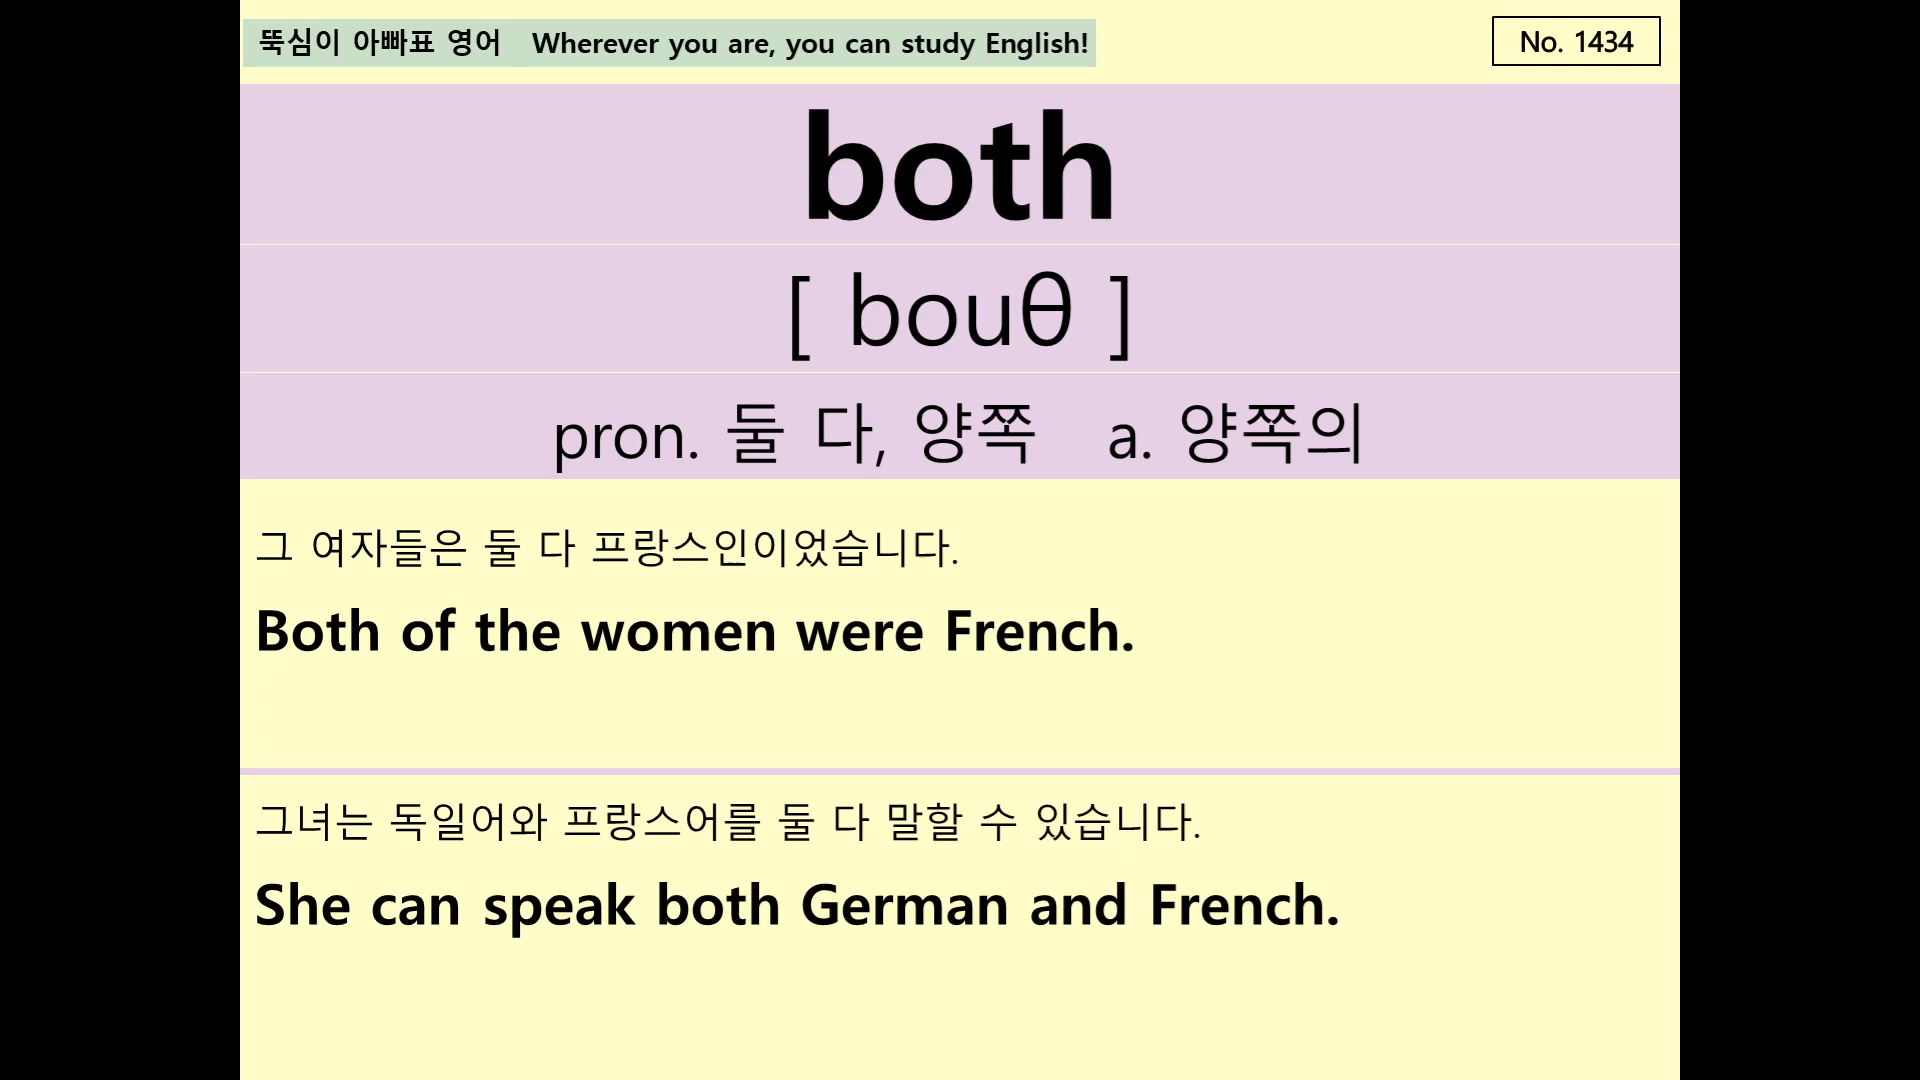 뚝심이 아빠표 영어 Wherever you are, you can study English!
No. 1434
both
[ bouθ ]
pron. 둘 다, 양쪽 a. 양쪽의
그 여자들은 둘 다 프랑스인이었습니다.
Both of the women were French.
그녀는 독일어와 프랑스어를 둘 다 말할 수 있습니다.
She can speak both German and French.